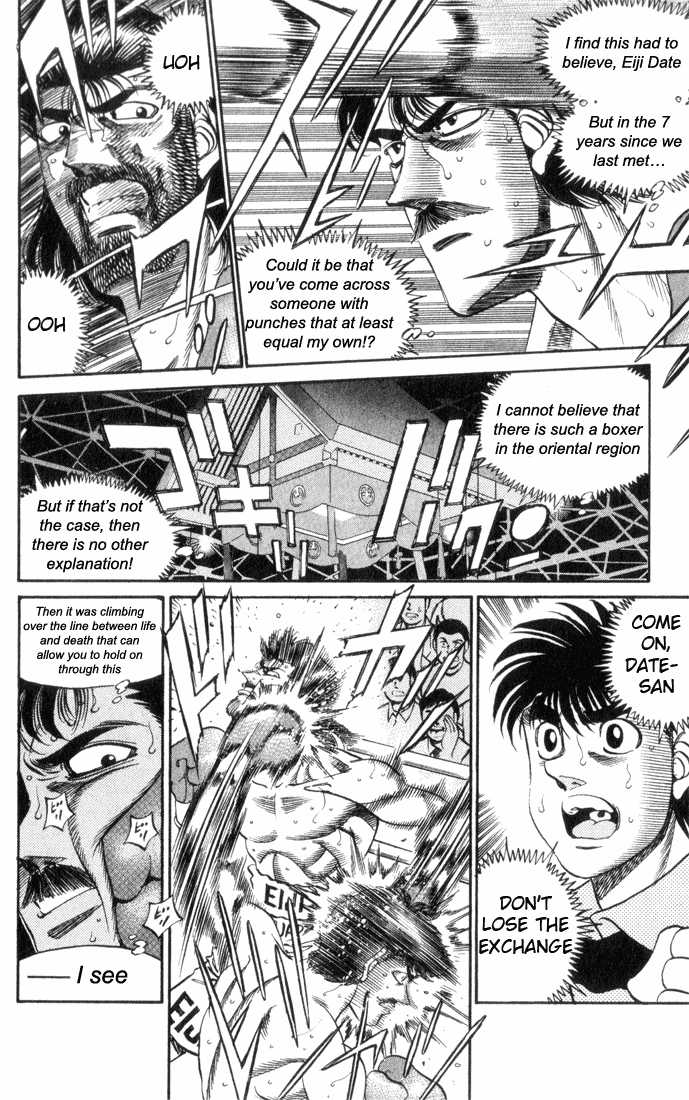 I find this had to
believe, Eiji Date
But in the 7
years since we
last met...
UOH
Could it be that
you've come across
someone with
punches that at least
equal my own!?
OOH
I cannot believe that
there is such a boxer
in the oriental region
But if that's not
the case, then
there is no other
explanation!
COME
ON,
DATE-
SAN
DON'T
LOSE THE
EXCHANGE
EIJI
EIJ
Then it was climbing
over the line between life
and death that can
allow you to hold on
through this
I see